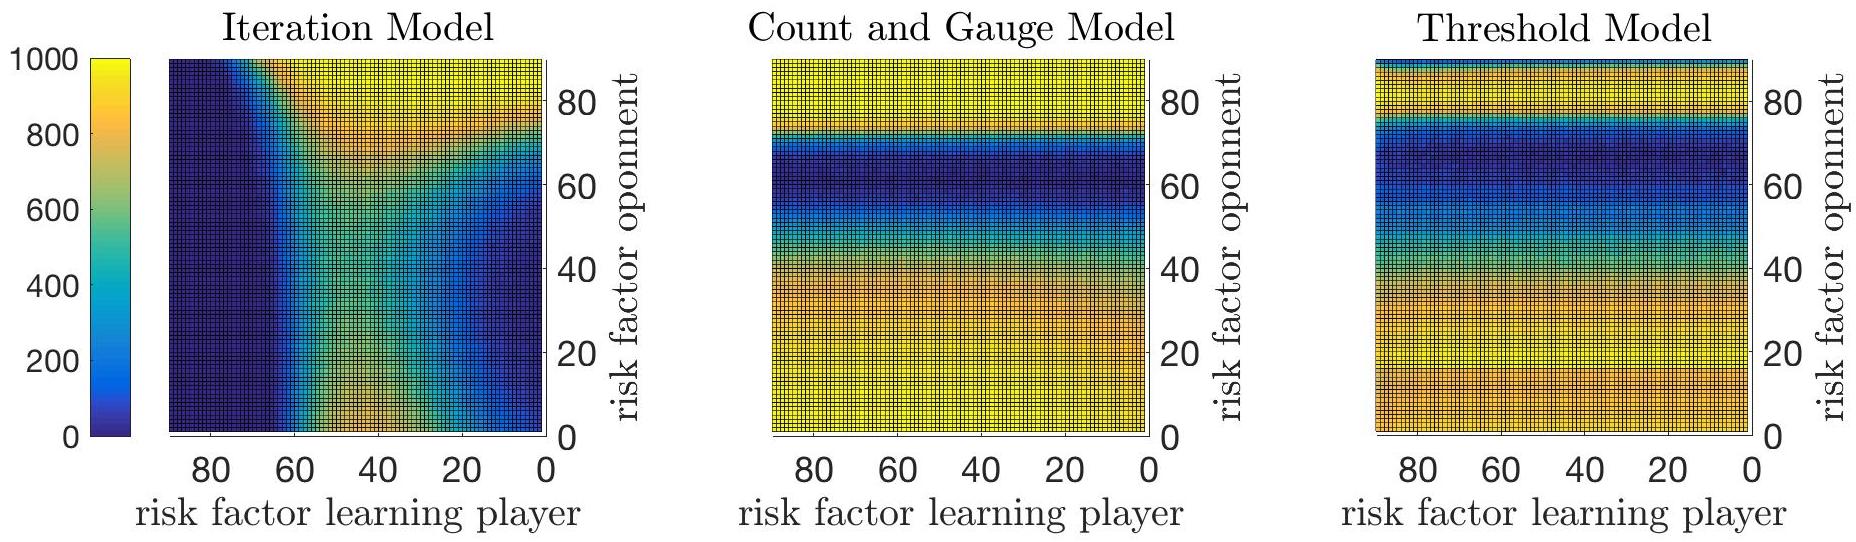 Iteration Model
Count and Gauge Model
Threshold Model
1000
800
600
400
200
0
80
60
40
20
0
risk factor oponnent
80 60 40 20 0
risk factor learning player
80
60
40
20
0
risk factor oponnent
80 60 40 20 0
risk factor learning player
80
60
40
20
0
risk factor oponnent
80 60 40 20 0
risk factor learning player